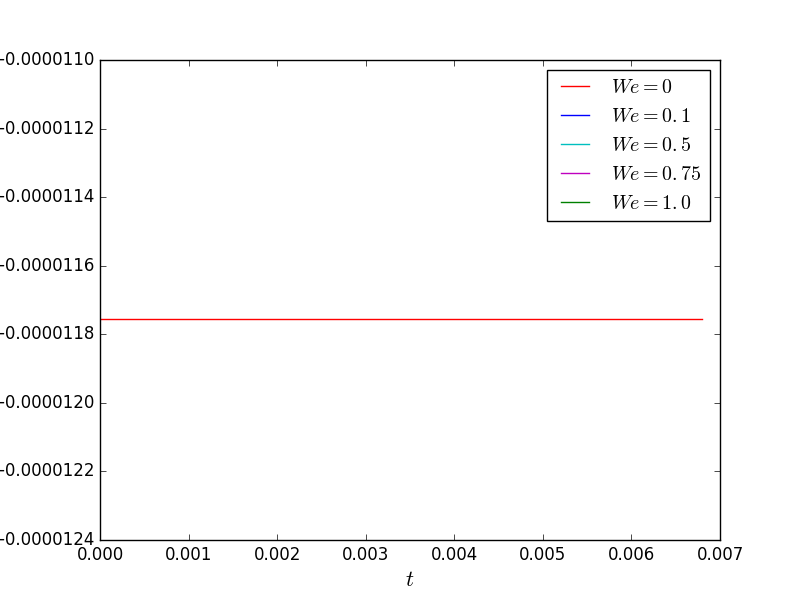 -0.0000110
-0.0000112
-0.0000114
-0.0000116
-0.0000118
-0.0000120
-0.0000122
-0.0000124
0.000 0.001 0.002 0.003 0.004 0.005 0.006 0.007
t
We = 0
We = 0.1
We = 0.5
We = 0.75
We = 1.0